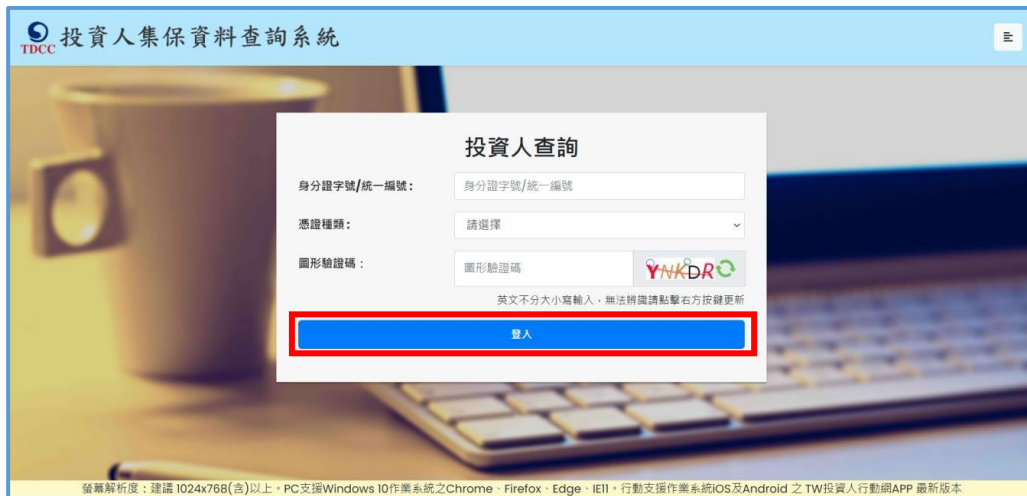 TDCC 投資人集保資料查詢系統
投資人查詢
身分證字號/統一編號:
身分證字號/統一編號
憑證種類:
請選擇
圖形驗證碼:
圖形驗證碼
YNKDR
英文不分大小寫輸入,無法辨識請點擊右方按鍵更新
登入
螢幕解析度:建議 1024x768(含)以上。PC支援Windows 10作業系統之Chrome、Firefox、Edge、IE11。行動支援作業系統iOS及Android 之 TW投資人行動網APP 最新版本